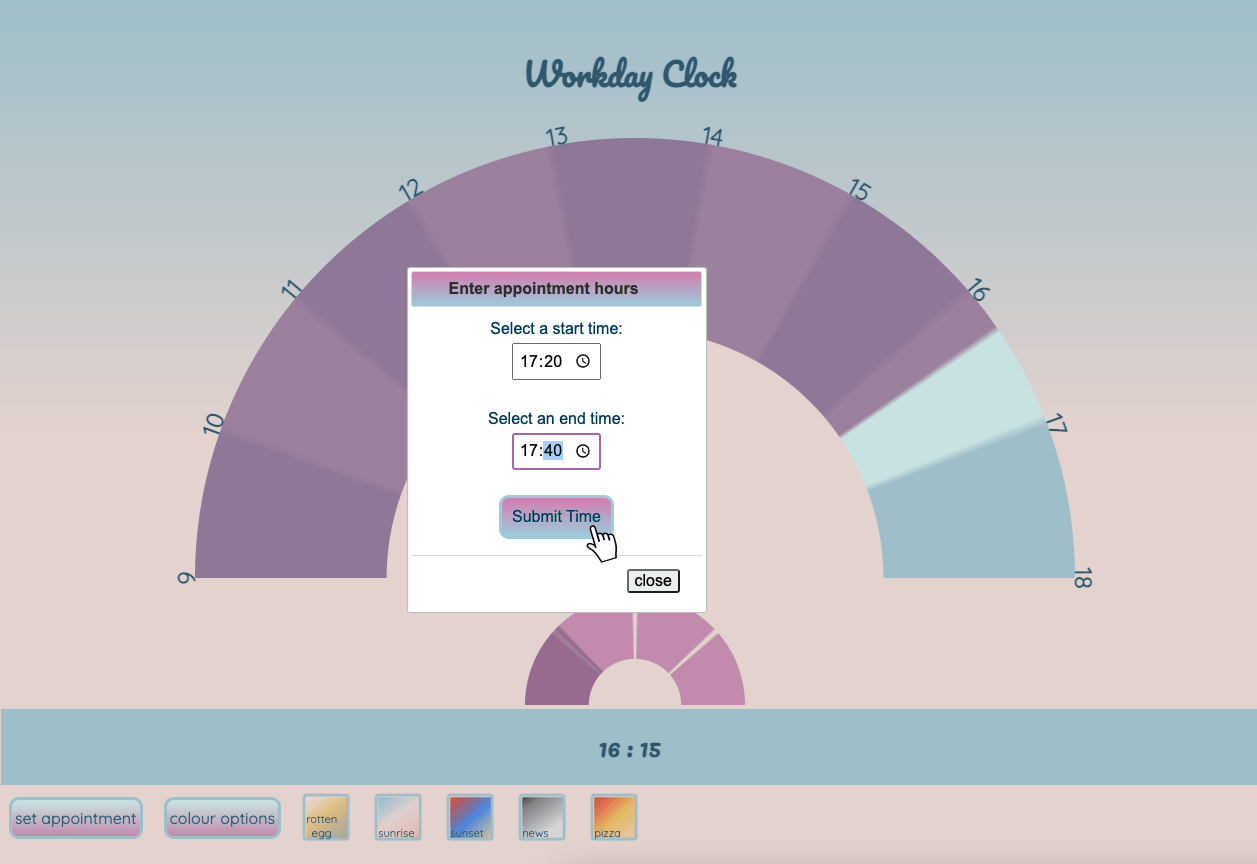 Workday Clock
13
14
12
15
11
16
10
17
9
18
Enter appointment hours
Select a start time:
17:20
Select an end time:
17:40
Submit Time
close
16 : 15
set appointment
colour options
rotten
egg
sunrise
sunset
news
pizza